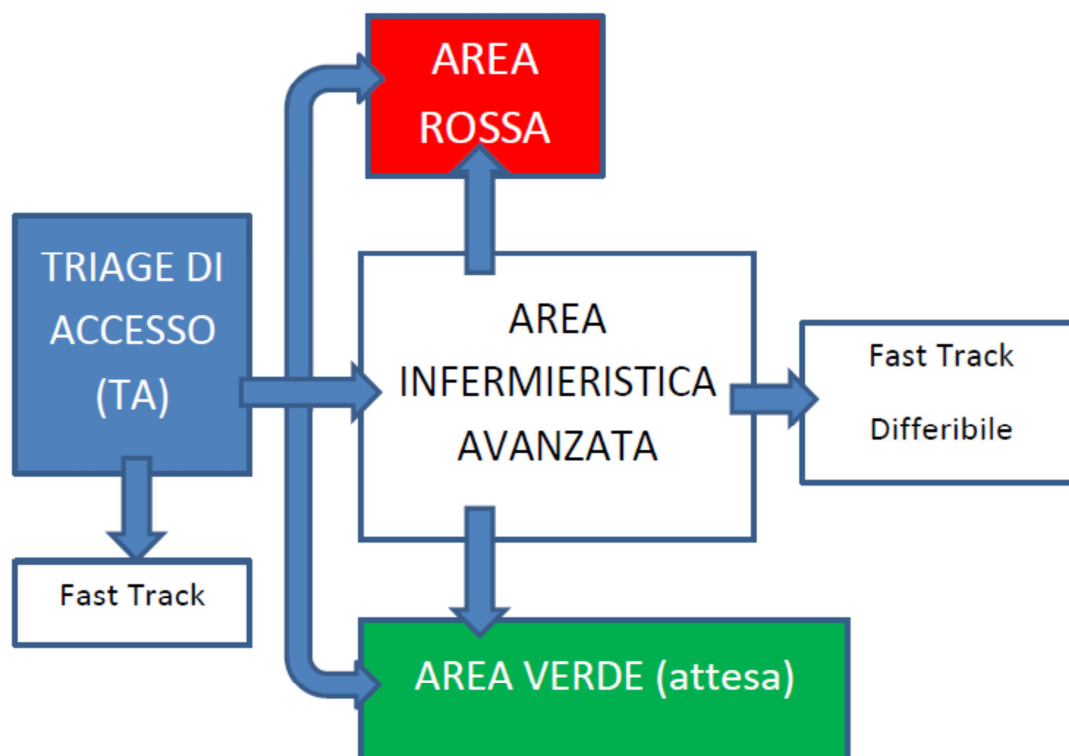 AREA
ROSSA
TRIAGE DI
ACCESSO
(TA)
AREA
INFERMIERISTICA
AVANZATA
Fast Track
Differibile
Fast Track
AREA VERDE (attesa)